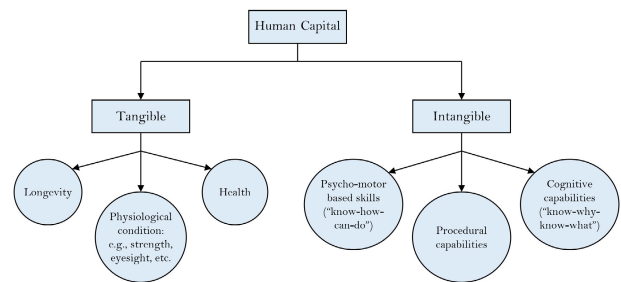 Human Capital
Tangible
Intangible
Longevity
Physiological
condition:
e.g., strength,
eyesight, etc.
Health
Psycho-motor
based skills
(“know-how-
can-do”)
Procedural
capabilities
Cognitive
capabilities
(“know-why-
know-what”)